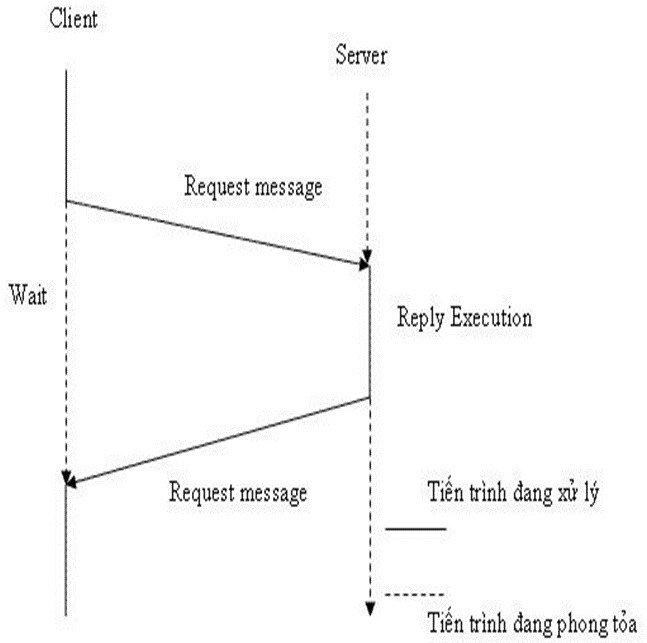 Client
Server
Request message
Wait
Reply Execution
Request message
Tiến trình đang xử lý
Tiến trình đang phong tỏa